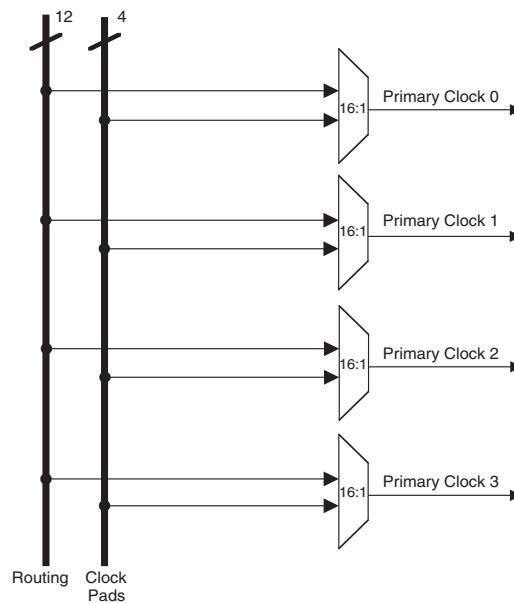 12 4
16:1 Primary Clock 0
16:1 Primary Clock 1
16:1 Primary Clock 2
16:1 Primary Clock 3
Routing Clock
Pads